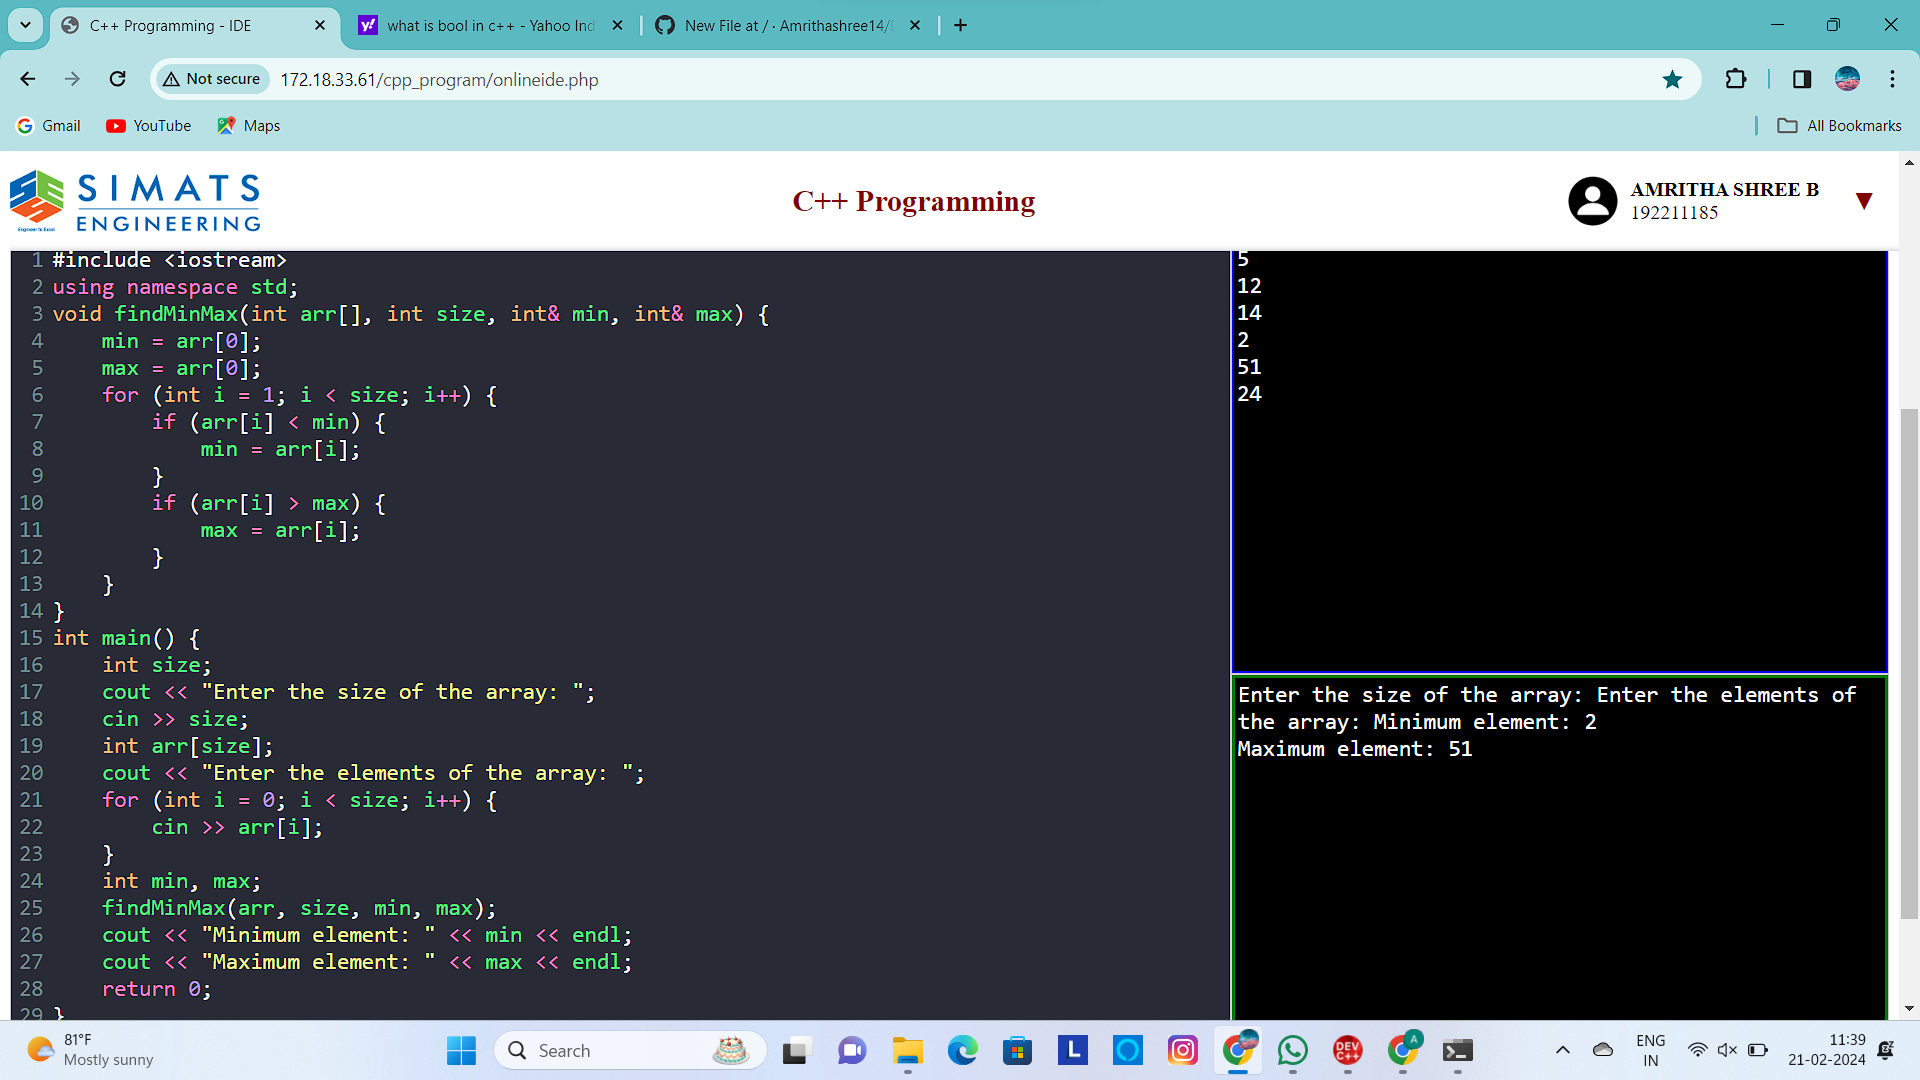 C++ Programming - IDE
what is bool in c++ - Yahoo Ind
New File at / · Amrithashree14/
Not secure
172.18.33.61/cpp_program/onlineide.php
Gmail
YouTube
Maps
All Bookmarks
SIMATS
ENGINEERING
Engineer to Excel
C++ Programming
AMRITHA SHREE B
192211185
1 #include <iostream>
2 using namespace std;
3 void findMinMax(int arr[], int size, int& min, int& max) {
4     min = arr[0];
5     max = arr[0];
6     for (int i = 1; i < size; i++) {
7         if (arr[i] < min) {
8             min = arr[i];
9         }
10         if (arr[i] > max) {
11             max = arr[i];
12         }
13     }
14 }
15 int main() {
16     int size;
17     cout << "Enter the size of the array: ";
18     cin >> size;
19     int arr[size];
20     cout << "Enter the elements of the array: ";
21     for (int i = 0; i < size; i++) {
22         cin >> arr[i];
23     }
24     int min, max;
25     findMinMax(arr, size, min, max);
26     cout << "Minimum element: " << min << endl;
27     cout << "Maximum element: " << max << endl;
28     return 0;
29 }
5
12
14
2
51
24
Enter the size of the array: Enter the elements of
the array: Minimum element: 2
Maximum element: 51
81°F
Mostly sunny
Search
L
DEV
C++
A
ENG
IN
11:39
21-02-2024